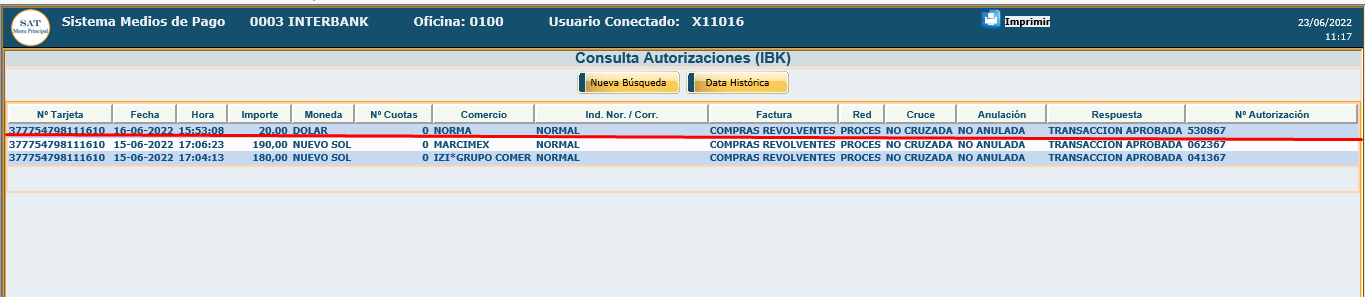 SAT Sistema Medios de Pago 0003 INTERBANK Oficina: 0100 Usuario Conectado: X11016 Imprimir 23/06/2022
Menu Principal 11:17
Consulta Autorizaciones (IBK)
Nueva Búsqueda Data Histórica
Nº Tarjeta Fecha Hora Importe Moneda Nº Cuotas Comercio Ind. Nor. / Corr. Factura Red Cruce Anulación Respuesta Nº Autorización
377754798111610 16-06-2022 15:53:08 20,00 DOLAR 0 NORMA NORMAL COMPRAS REVOLVENTES PROCES NO CRUZADA NO ANULADA TRANSACCION APROBADA 530867
377754798111610 15-06-2022 17:06:23 190,00 NUEVO SOL 0 MARCIMEX NORMAL COMPRAS REVOLVENTES PROCES NO CRUZADA NO ANULADA TRANSACCION APROBADA 062367
377754798111610 15-06-2022 17:04:13 180,00 NUEVO SOL 0 IZI*GRUPO COMER NORMAL COMPRAS REVOLVENTES PROCES NO CRUZADA NO ANULADA TRANSACCION APROBADA 041367